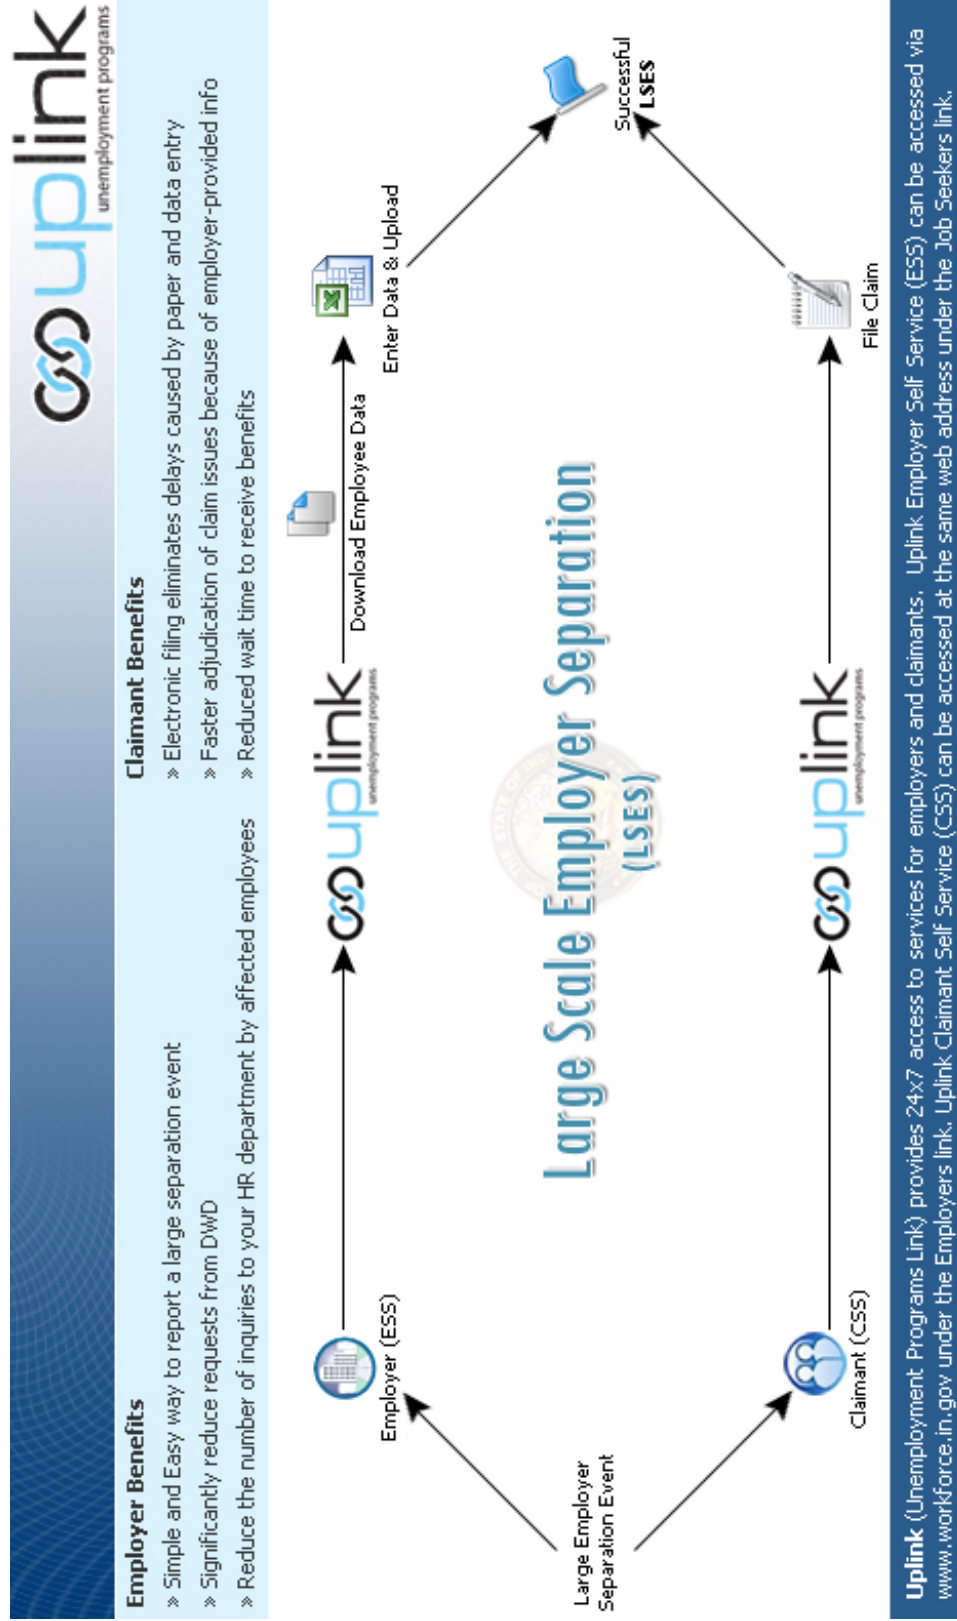 uplink
unemployment programs
Employer Benefits
» Simple and Easy way to report a large separation event
» Significantly reduce requests from DWD
» Reduce the number of inquiries to your HR department by affected employees
Claimant Benefits
» Electronic filing eliminates delays caused by paper and data entry
» Faster adjudication of claim issues because of employer-provided info
» Reduced wait time to receive benefits
Large Employer
Separation Event
Employer (ESS)
uplink
unemployment programs
Download Employee Data
Enter Data & Upload
Large Scale Employer Separation
(LSES)
Successful
LSES
Claimant (CSS)
uplink
unemployment programs
File Claim
Uplink (Unemployment Programs Link) provides 24x7 access to services for employers and claimants. Uplink Employer Self Service (ESS) can be accessed via
www.workforce.in.gov under the Employers link. Uplink Claimant Self Service (CSS) can be accessed at the same web address under the Job Seekers link.